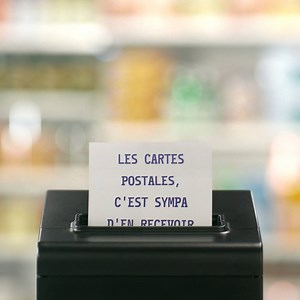 LES CARTES
POSTALES,
C'EST SYMPA
D'EN RECEVOIR